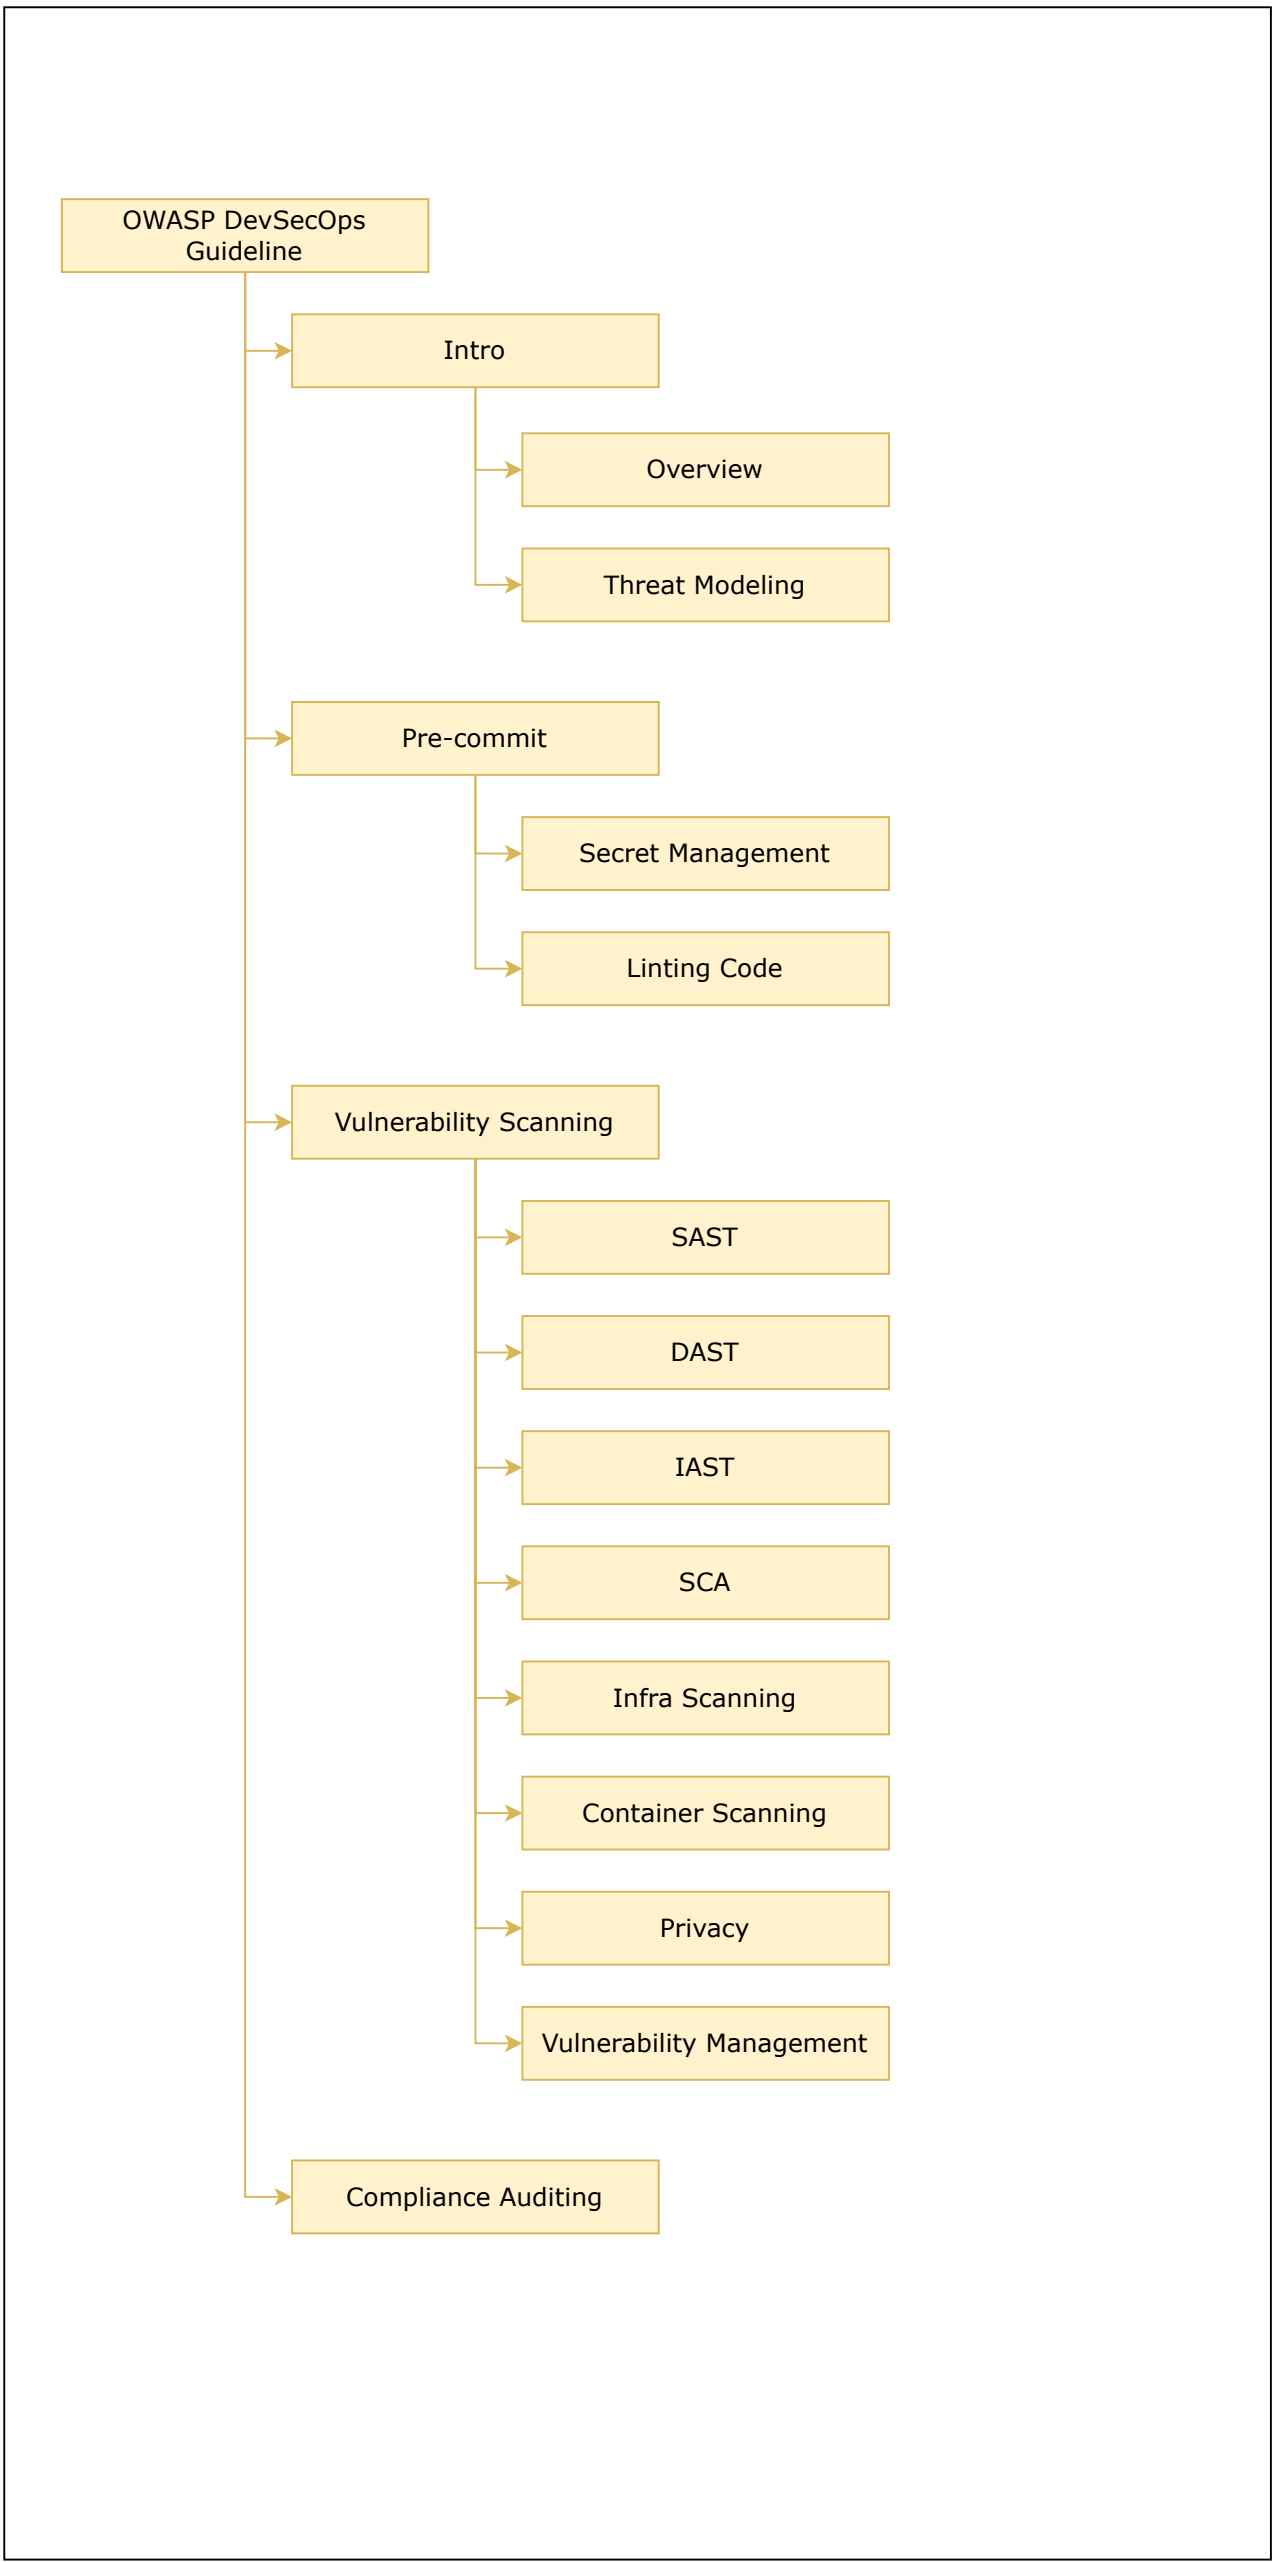 OWASP DevSecOps
Guideline
Intro
Overview
Threat Modeling
Pre-commit
Secret Management
Linting Code
Vulnerability Scanning
SAST
DAST
IAST
SCA
Infra Scanning
Container Scanning
Privacy
Vulnerability Management
Compliance Auditing